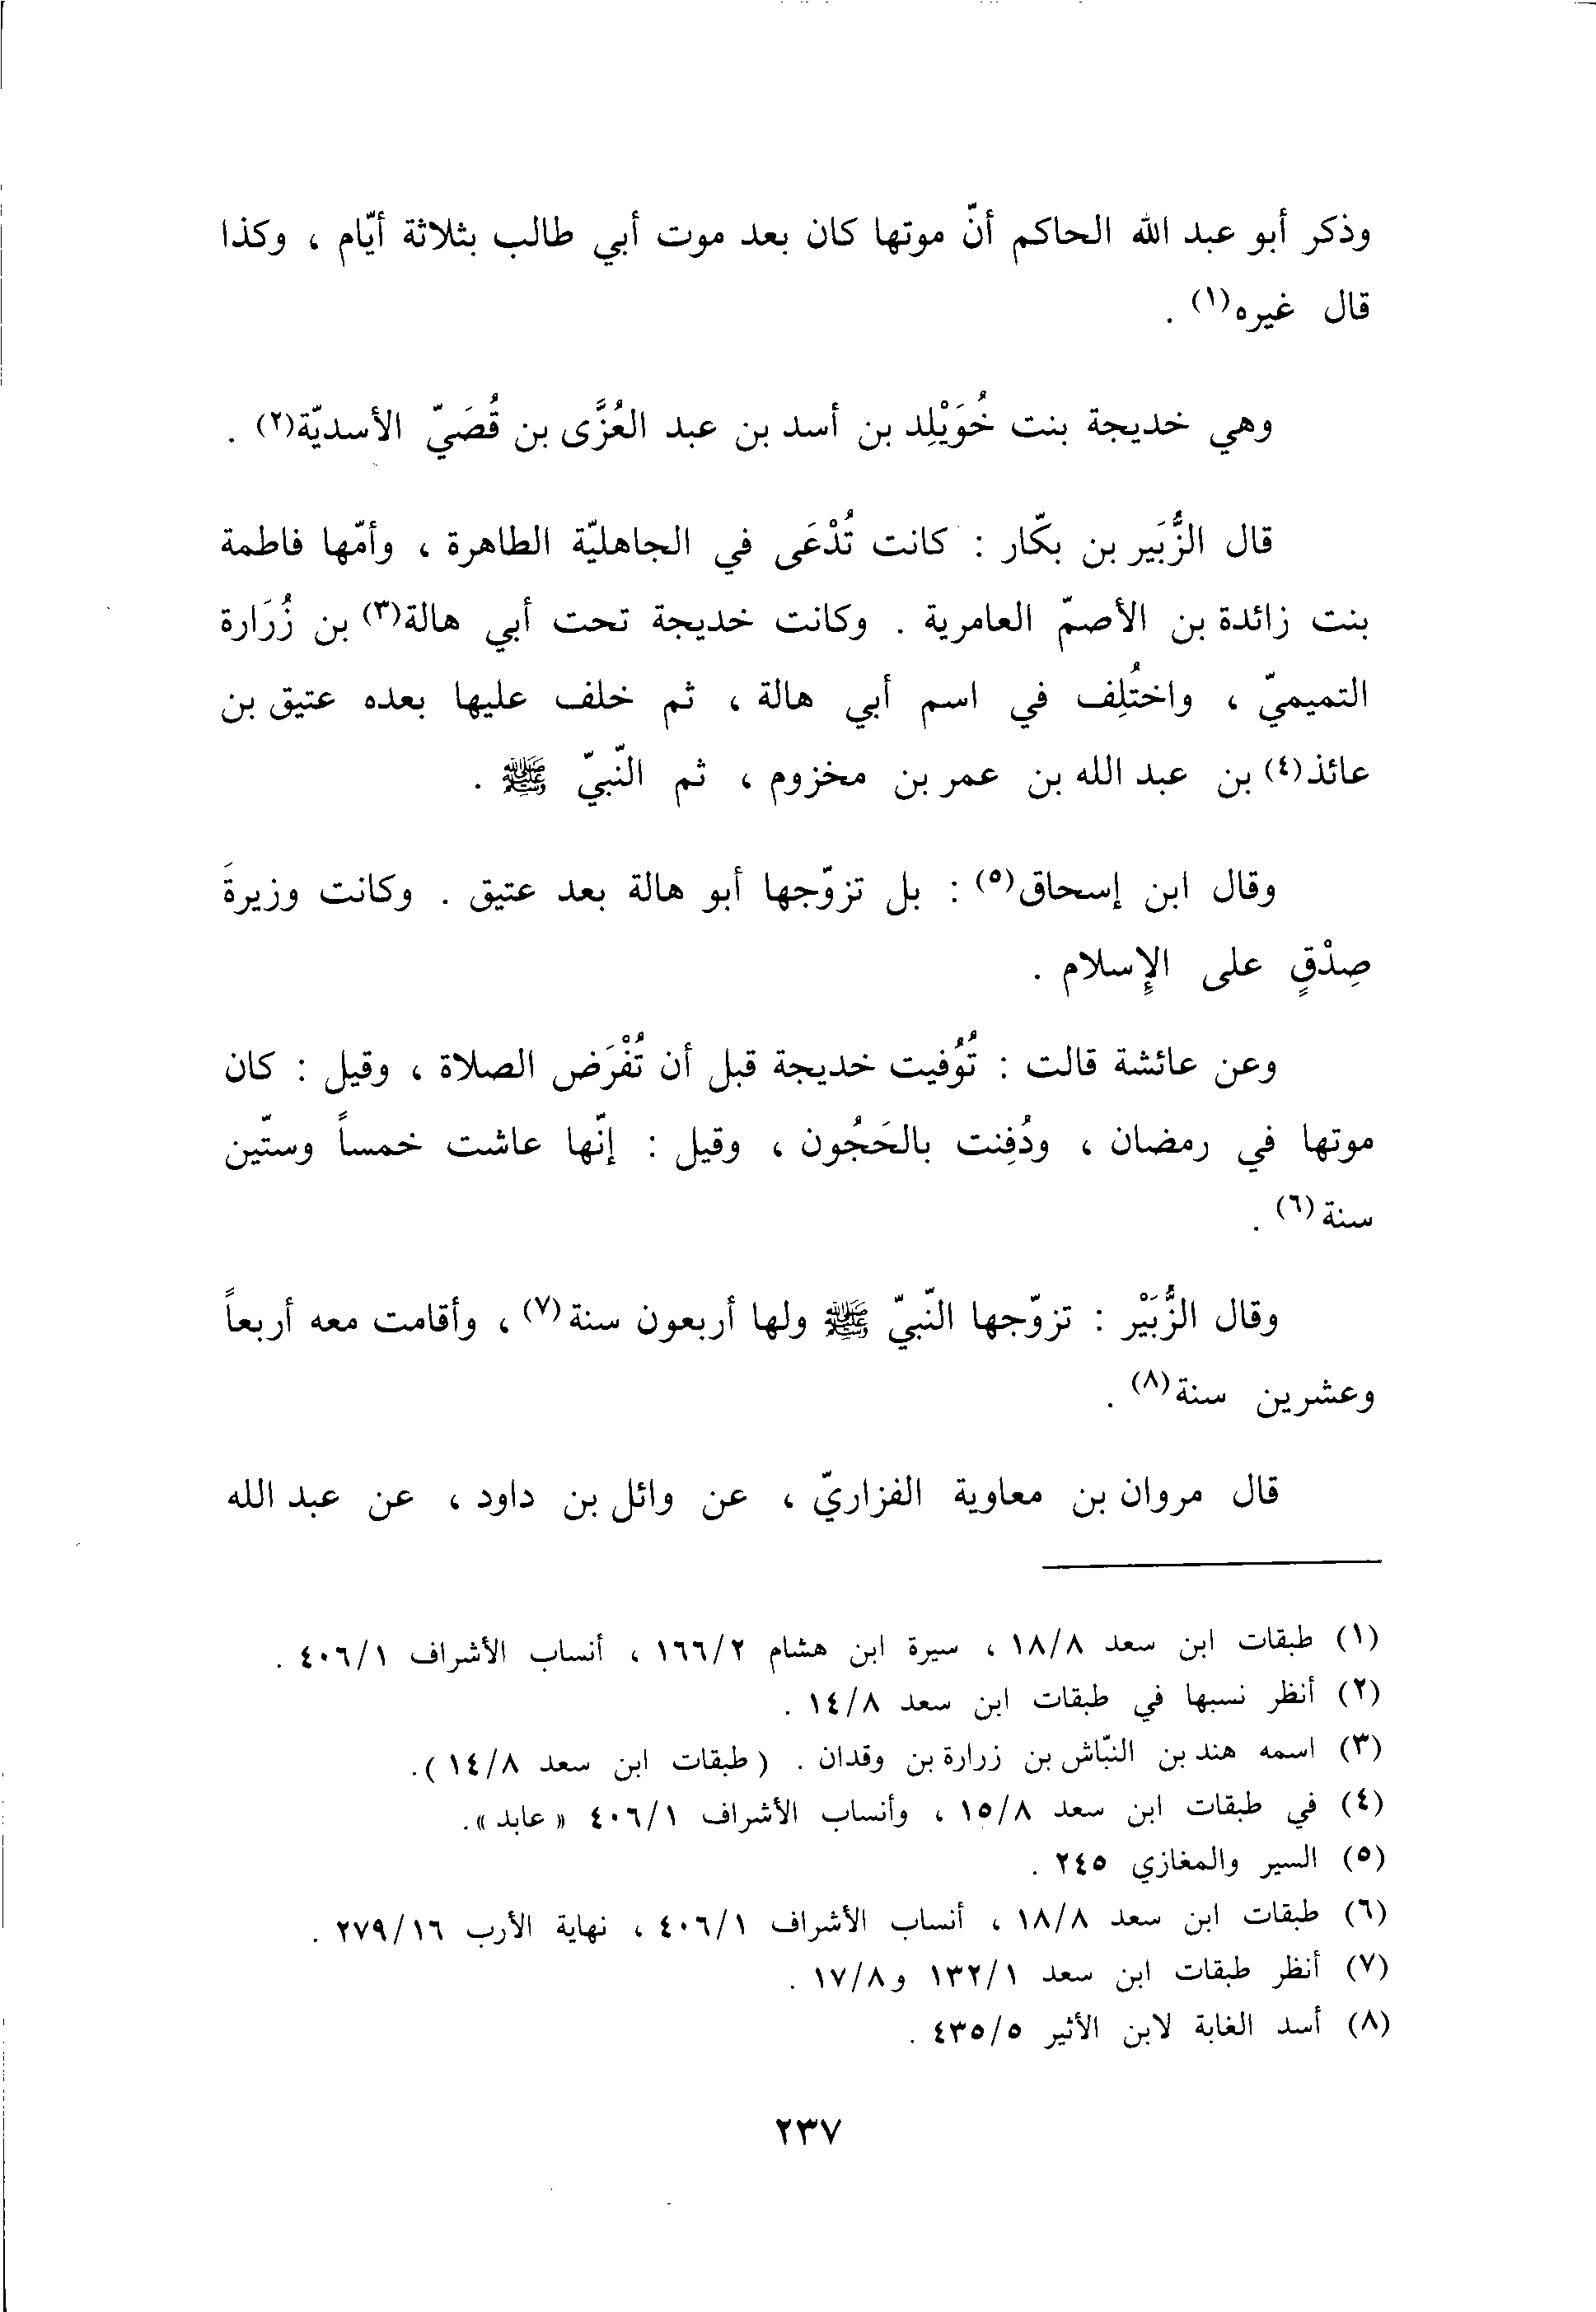 وذكر أبو عبد الله الحاكم أنّ موتها كان بعد موت أبي طالب بثلاثة أيّام ، وكذا
قال غيره(١) .
وهي خديجة بنت خُوَيْلِد بن أسد بن عبد العُزَّى بن قُصَيّ الأسديّة(٢) .
قال الزُّبَير بن بكّار : كانت تُدْعَى في الجاهليّة الطاهرة ، وأمّها فاطمة
بنت زائدة بن الأصمّ العامرية . وكانت خديجة تحت أبي هالة(٣) بن زُرَارة
التميميّ ، واختُلِف في اسم أبي هالة ، ثم خلف عليها بعده عتيق بن
عائذ(٤) بن عبد الله بن عمر بن مخزوم ، ثم النّبيّ ﷺ .
وقال ابن إسحاق(٥) : بل تزوّجها أبو هالة بعد عتيق . وكانت وزيرةَ
صِدْقٍ على الإِسلام .
وعن عائشة قالت : تُوُفيت خديجة قبل أن تُفْرَض الصلاة ، وقيل : كان
موتها في رمضان ، ودُفِنت بالحَجُون ، وقيل : إنّها عاشت خمساً وستّين
سنة(٦) .
وقال الزُّبَيْر : تزوّجها النّبيّ ﷺ ولها أربعون سنة(٧) ، وأقامت معه أربعاً
وعشرين سنة(٨) .
قال مروان بن معاوية الفزاريّ ، عن وائل بن داود ، عن عبد الله
(١) طبقات ابن سعد ١٨/٨ ، سيرة ابن هشام ١٦٦/٢ ، أنساب الأشراف ٤٠٦/١ .
(٢) أنظر نسبها في طبقات ابن سعد ١٤/٨ .
(٣) اسمه هند بن النبّاش بن زرارة بن وقدان . (طبقات ابن سعد ١٤/٨ ).
(٤) في طبقات ابن سعد ١٥/٨ ، وأنساب الأشراف ٤٠٦/١ «عابد».
(٥) السير والمغازي ٢٤٥ .
(٦) طبقات ابن سعد ١٨/٨ ، أنساب الأشراف ٤٠٦/١ ، نهاية الأرب ٢٧٩/١٦ .
(٧) أنظر طبقات ابن سعد ١٣٢/١ و١٧/٨ .
(٨) أسد الغابة لابن الأثير ٤٣٥/٥ .
٢٣٧